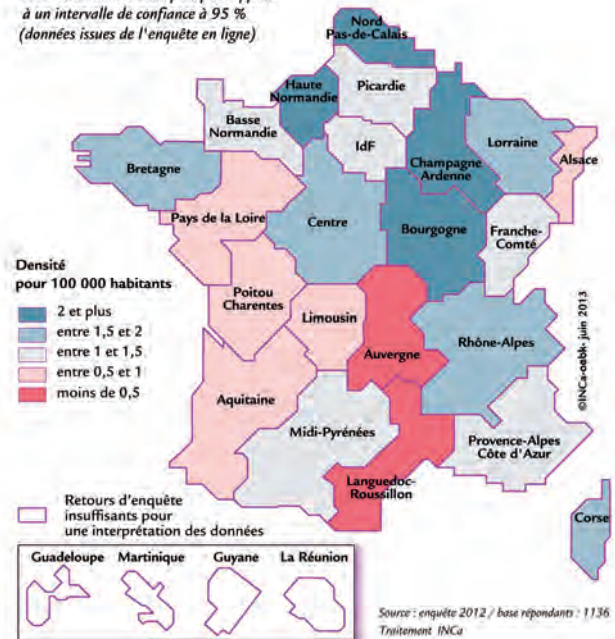 à un intervalle de confiance à 95 %
(données issues de l'enquête en ligne)
Nord
Pas-de-Calais
Haute
Normandie
Picardie
Basse
Normandie
IdF
Champagne
Ardenne
Lorraine
Alsace
Bretagne
Pays de la Loire
Centre
Bourgogne
Franche-
Comté
Densité
pour 100 000 habitants
2 et plus
entre 1,5 et 2
entre 1 et 1,5
entre 0,5 et 1
moins de 0,5
Poitou
Charentes
Limousin
Auvergne
Rhône-Alpes
Aquitaine
Midi-Pyrénées
Languedoc-
Roussillon
Provence-Alpes
Côte d'Azur
Corse
©INCa-oebk- juin 2013
Retours d'enquête
insuffisants pour
une interprétation des données
Guadeloupe Martinique Guyane La Réunion
Source : enquête 2012 / base répondants : 1136
Traitement INCa